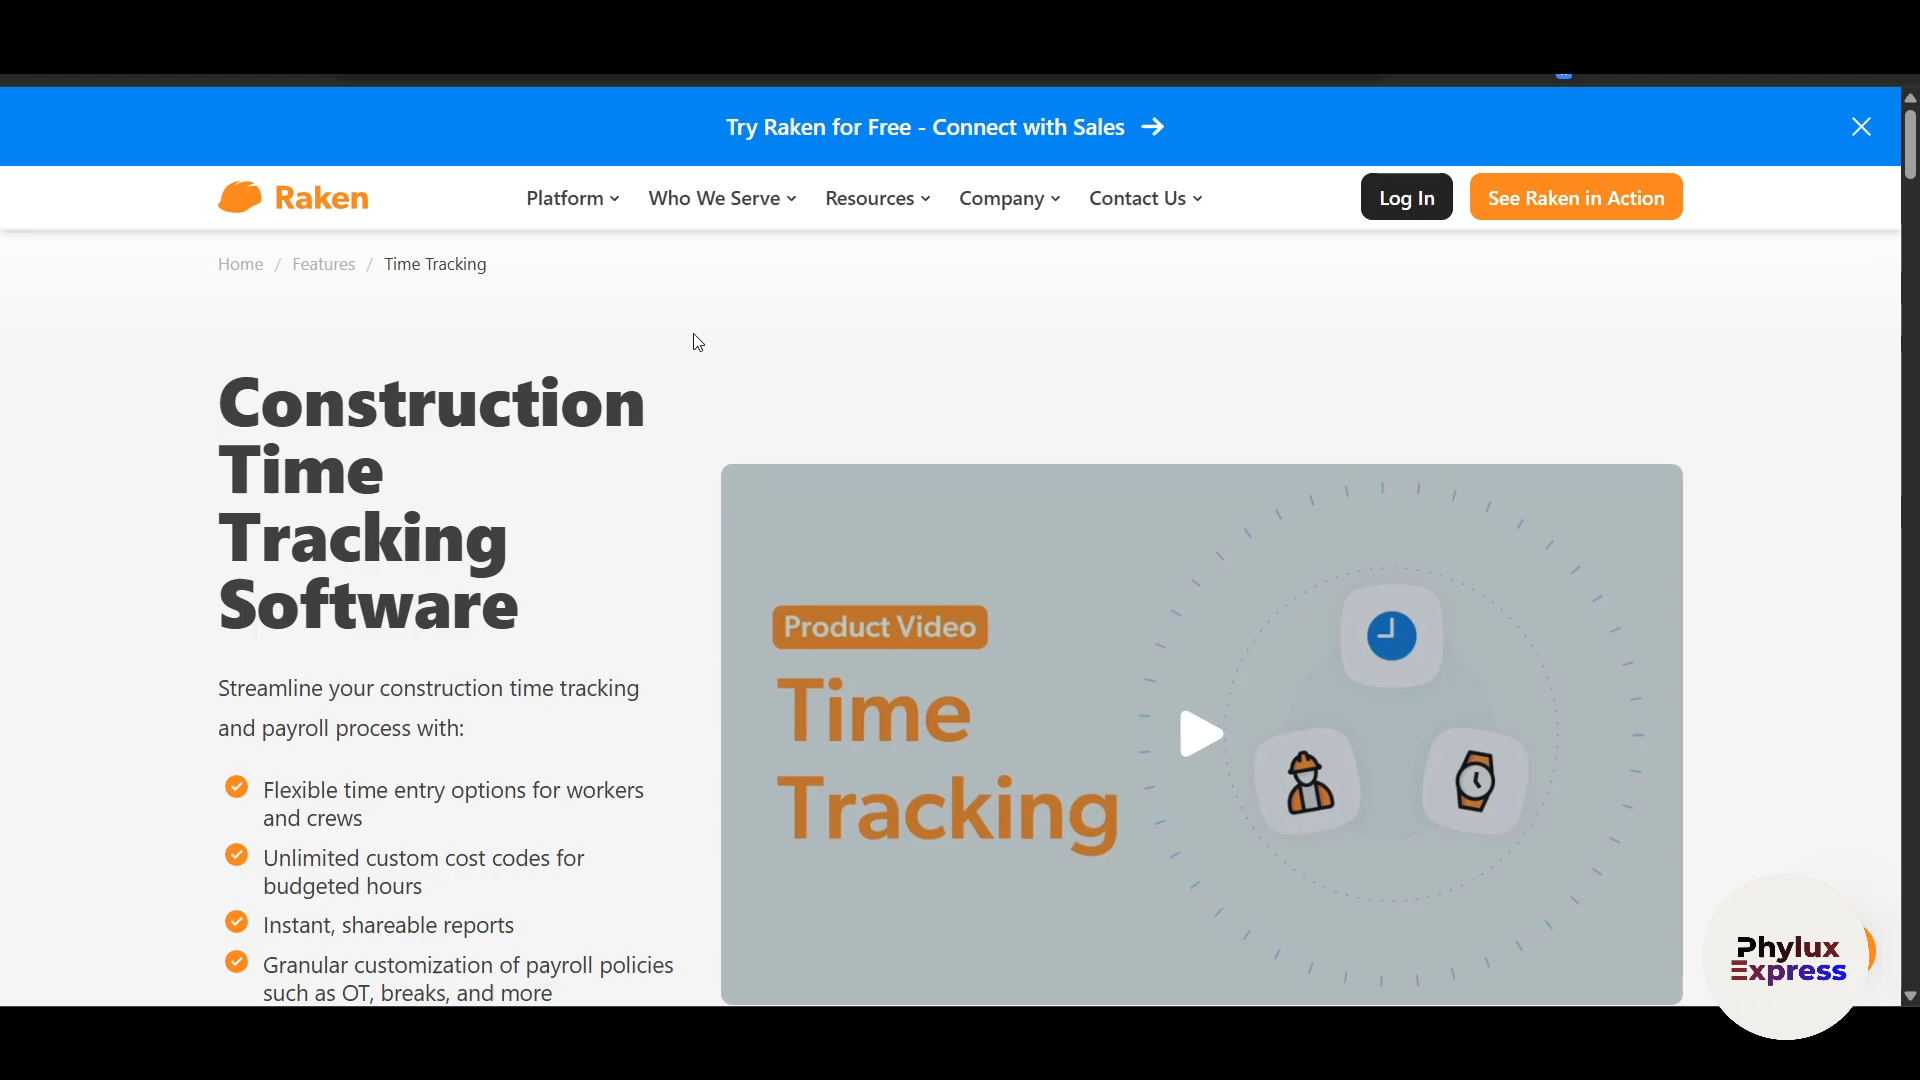 Try Raken for Free - Connect with Sales
Raken
Platform
Who We Serve
Resources
Company
Contact Us
Log In
See Raken in Action
Home / Features / Time Tracking
Construction
Time
Tracking
Software
Streamline your construction time tracking
and payroll process with:
Flexible time entry options for workers
and crews
Unlimited custom cost codes for
budgeted hours
Instant, shareable reports
Granular customization of payroll policies
such as OT, breaks, and more
Product Video
Time
Tracking
Phylux
Express